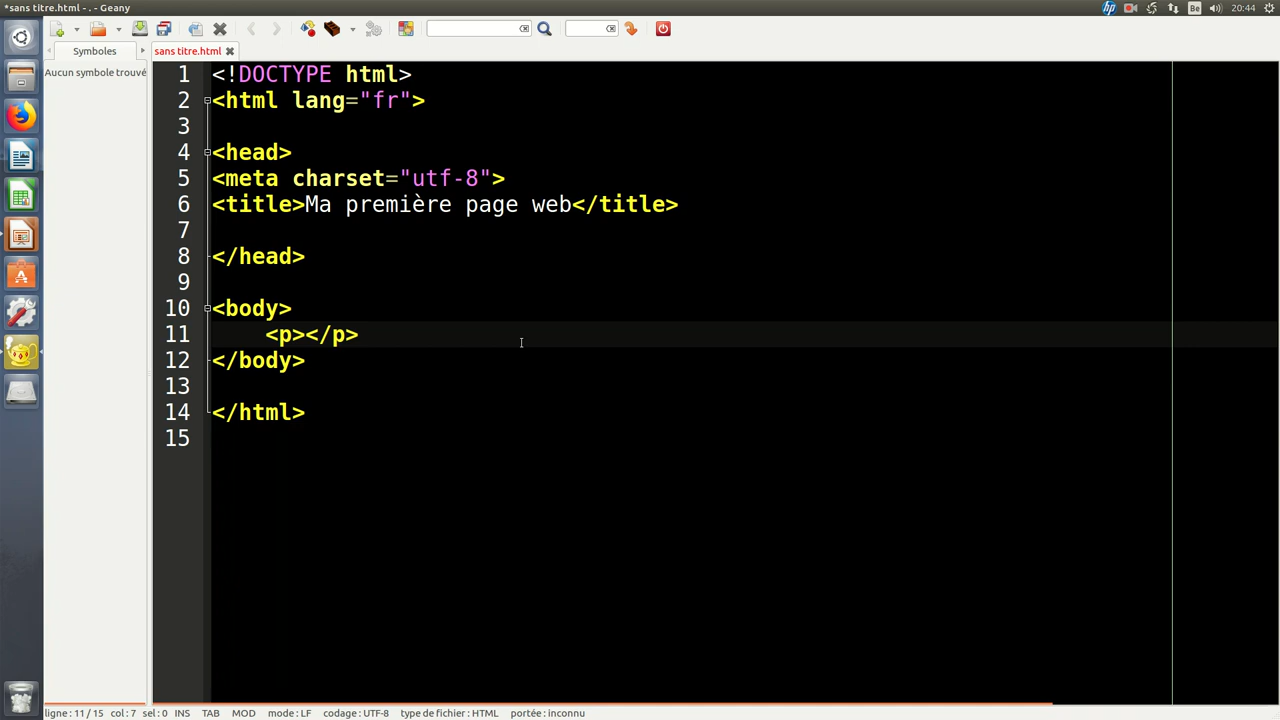 *sans titre.html - . - Geany
Be 20:44
Symboles
sans titre.html
Aucun symbole trouvé
1 <!DOCTYPE html>
2 <html lang="fr">
3
4 <head>
5 <meta charset="utf-8">
6 <title>Ma première page web</title>
7
8 </head>
9
10 <body>
11 <p></p>
12 </body>
13
14 </html>
15
ligne : 11 / 15 col : 7 sel : 0 INS TAB MOD mode : LF codage : UTF-8 type de fichier : HTML portée : inconnu